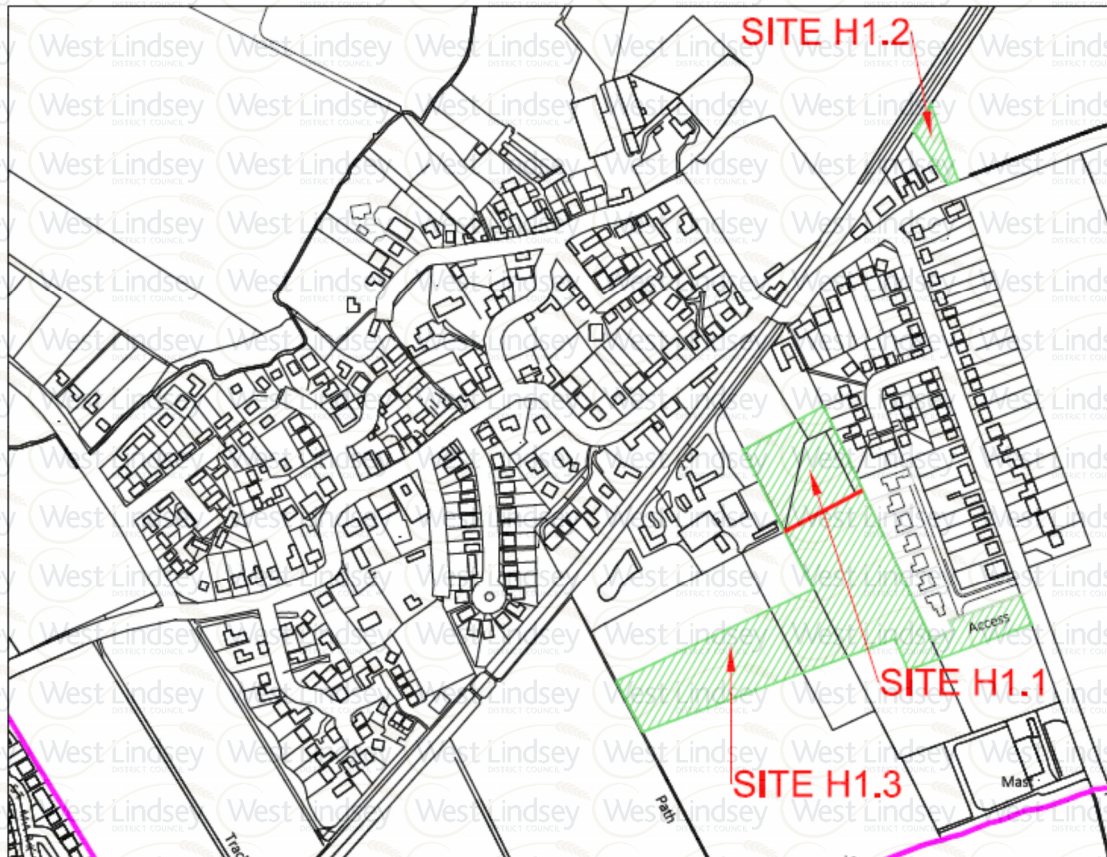 SITE H1.2
Access
SITE H1.1
SITE H1.3
Mast
Path
West Lindsey
DISTRICT COUNCIL